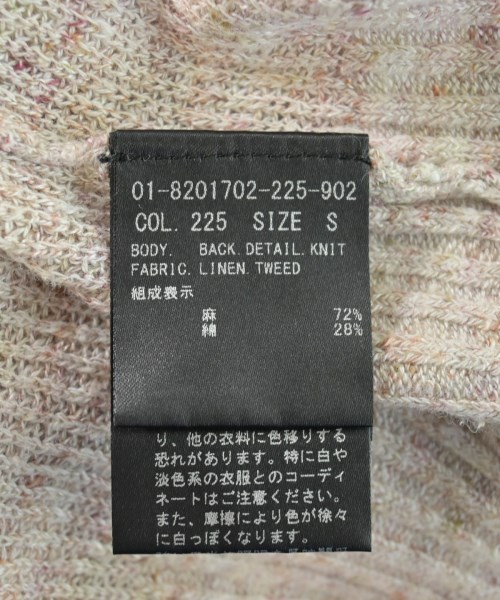 01-8201702-225-902
COL. 225 SIZE S
BODY. BACK.DETAIL.KNIT
FABRIC.LINEN.TWEED
組成表示
麻 72%
綿 28%
り、他の衣料に色移りする
恐れがあります。特に白や
淡色系の衣服とのコーディ
ネートはご注意ください。
また、摩擦により色が徐々
に白っぽくなります。